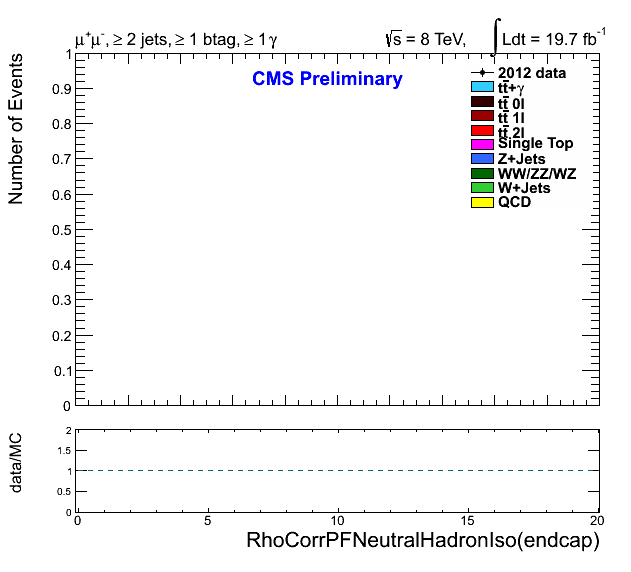 μ⁺μ⁻, ≥ 2 jets, ≥ 1 btag, ≥ 1 γ
√s = 8 TeV, ∫ Ldt = 19.7 fb⁻¹
CMS Preliminary
2012 data
tt̄+γ
tt̄ 0l
tt̄ 1l
tt̄ 2l
Single Top
Z+Jets
WW/ZZ/WZ
W+Jets
QCD
Number of Events
1
0.9
0.8
0.7
0.6
0.5
0.4
0.3
0.2
0.1
0
data/MC
2
1.5
1
0.5
0
0 5 10 15 20
RhoCorrPFNeutralHadronIso(endcap)